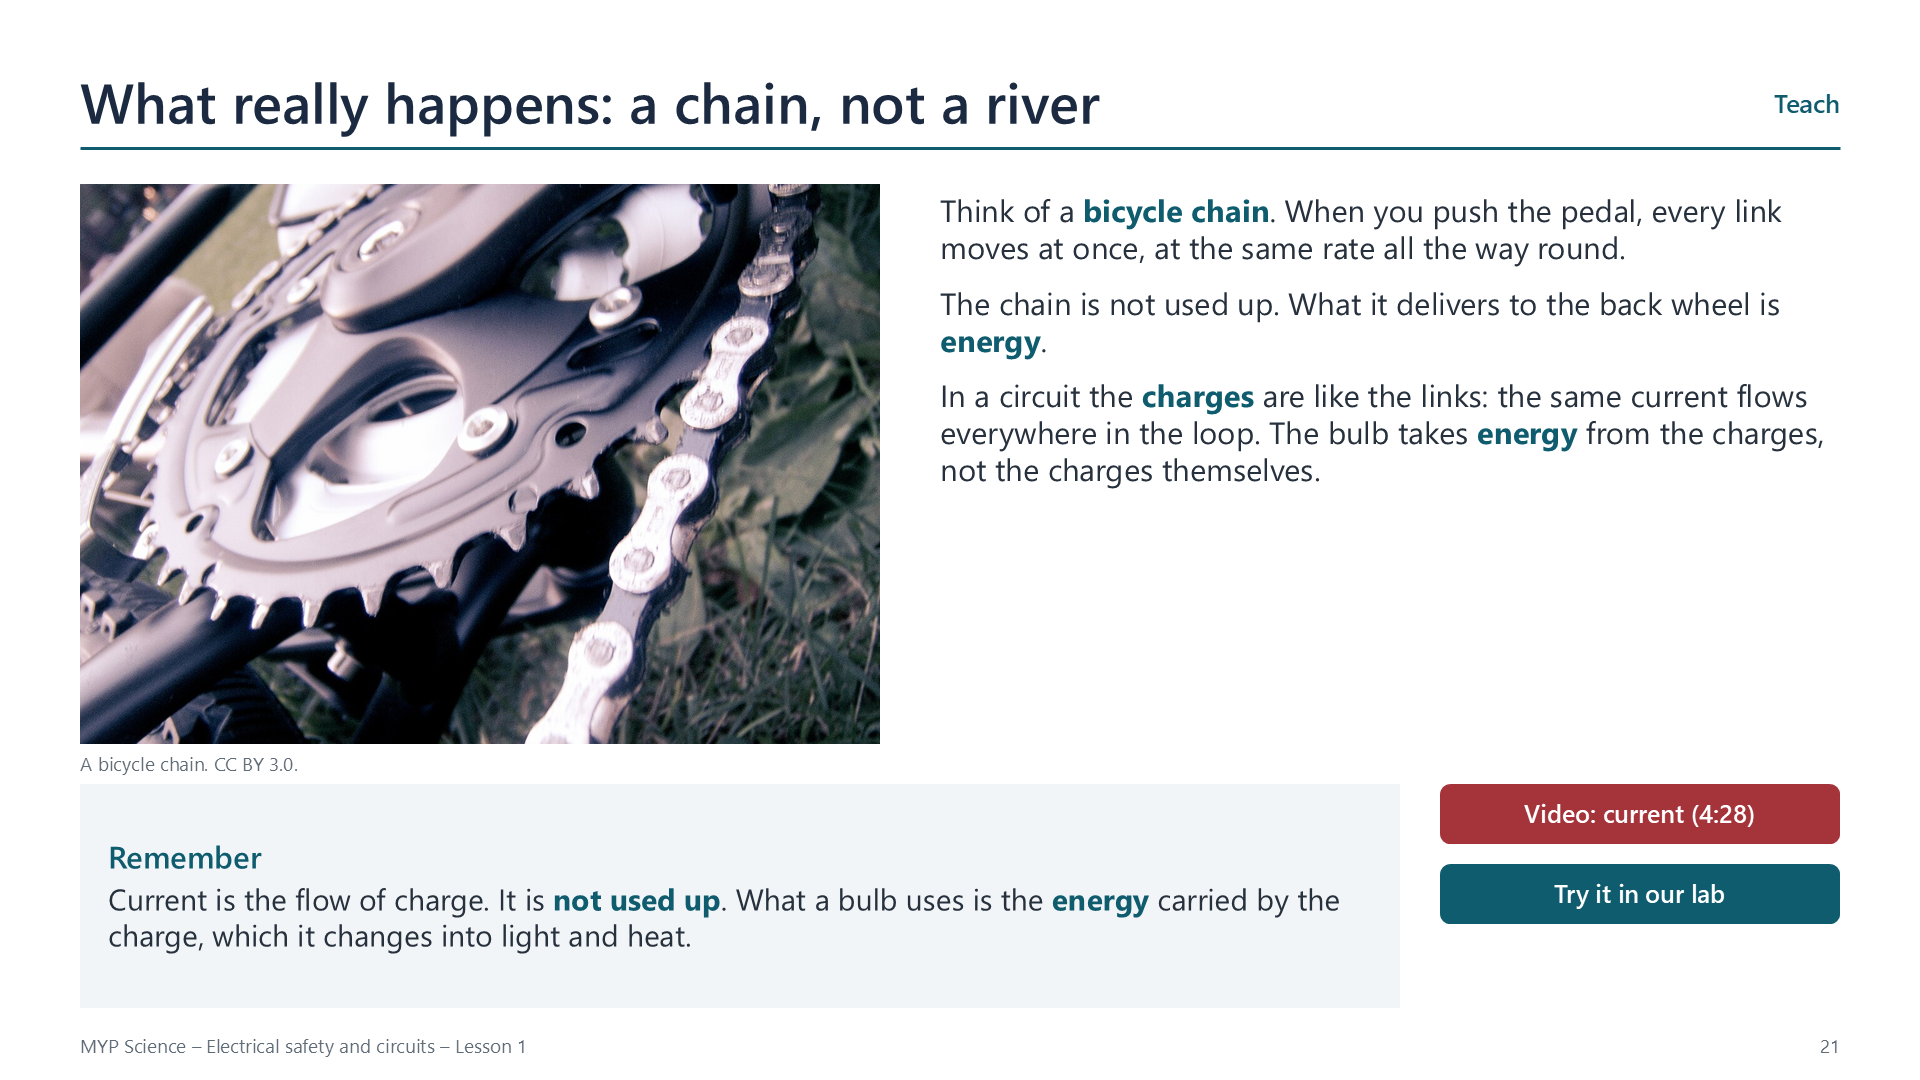 What really happens: a chain, not a river
Teach
Think of a bicycle chain. When you push the pedal, every link
moves at once, at the same rate all the way round.
The chain is not used up. What it delivers to the back wheel is
energy.
In a circuit the charges are like the links: the same current flows
everywhere in the loop. The bulb takes energy from the charges,
not the charges themselves.
A bicycle chain. CC BY 3.0.
Remember
Current is the flow of charge. It is not used up. What a bulb uses is the energy carried by the
charge, which it changes into light and heat.
Video: current (4:28)
Try it in our lab
MYP Science – Electrical safety and circuits – Lesson 1
21